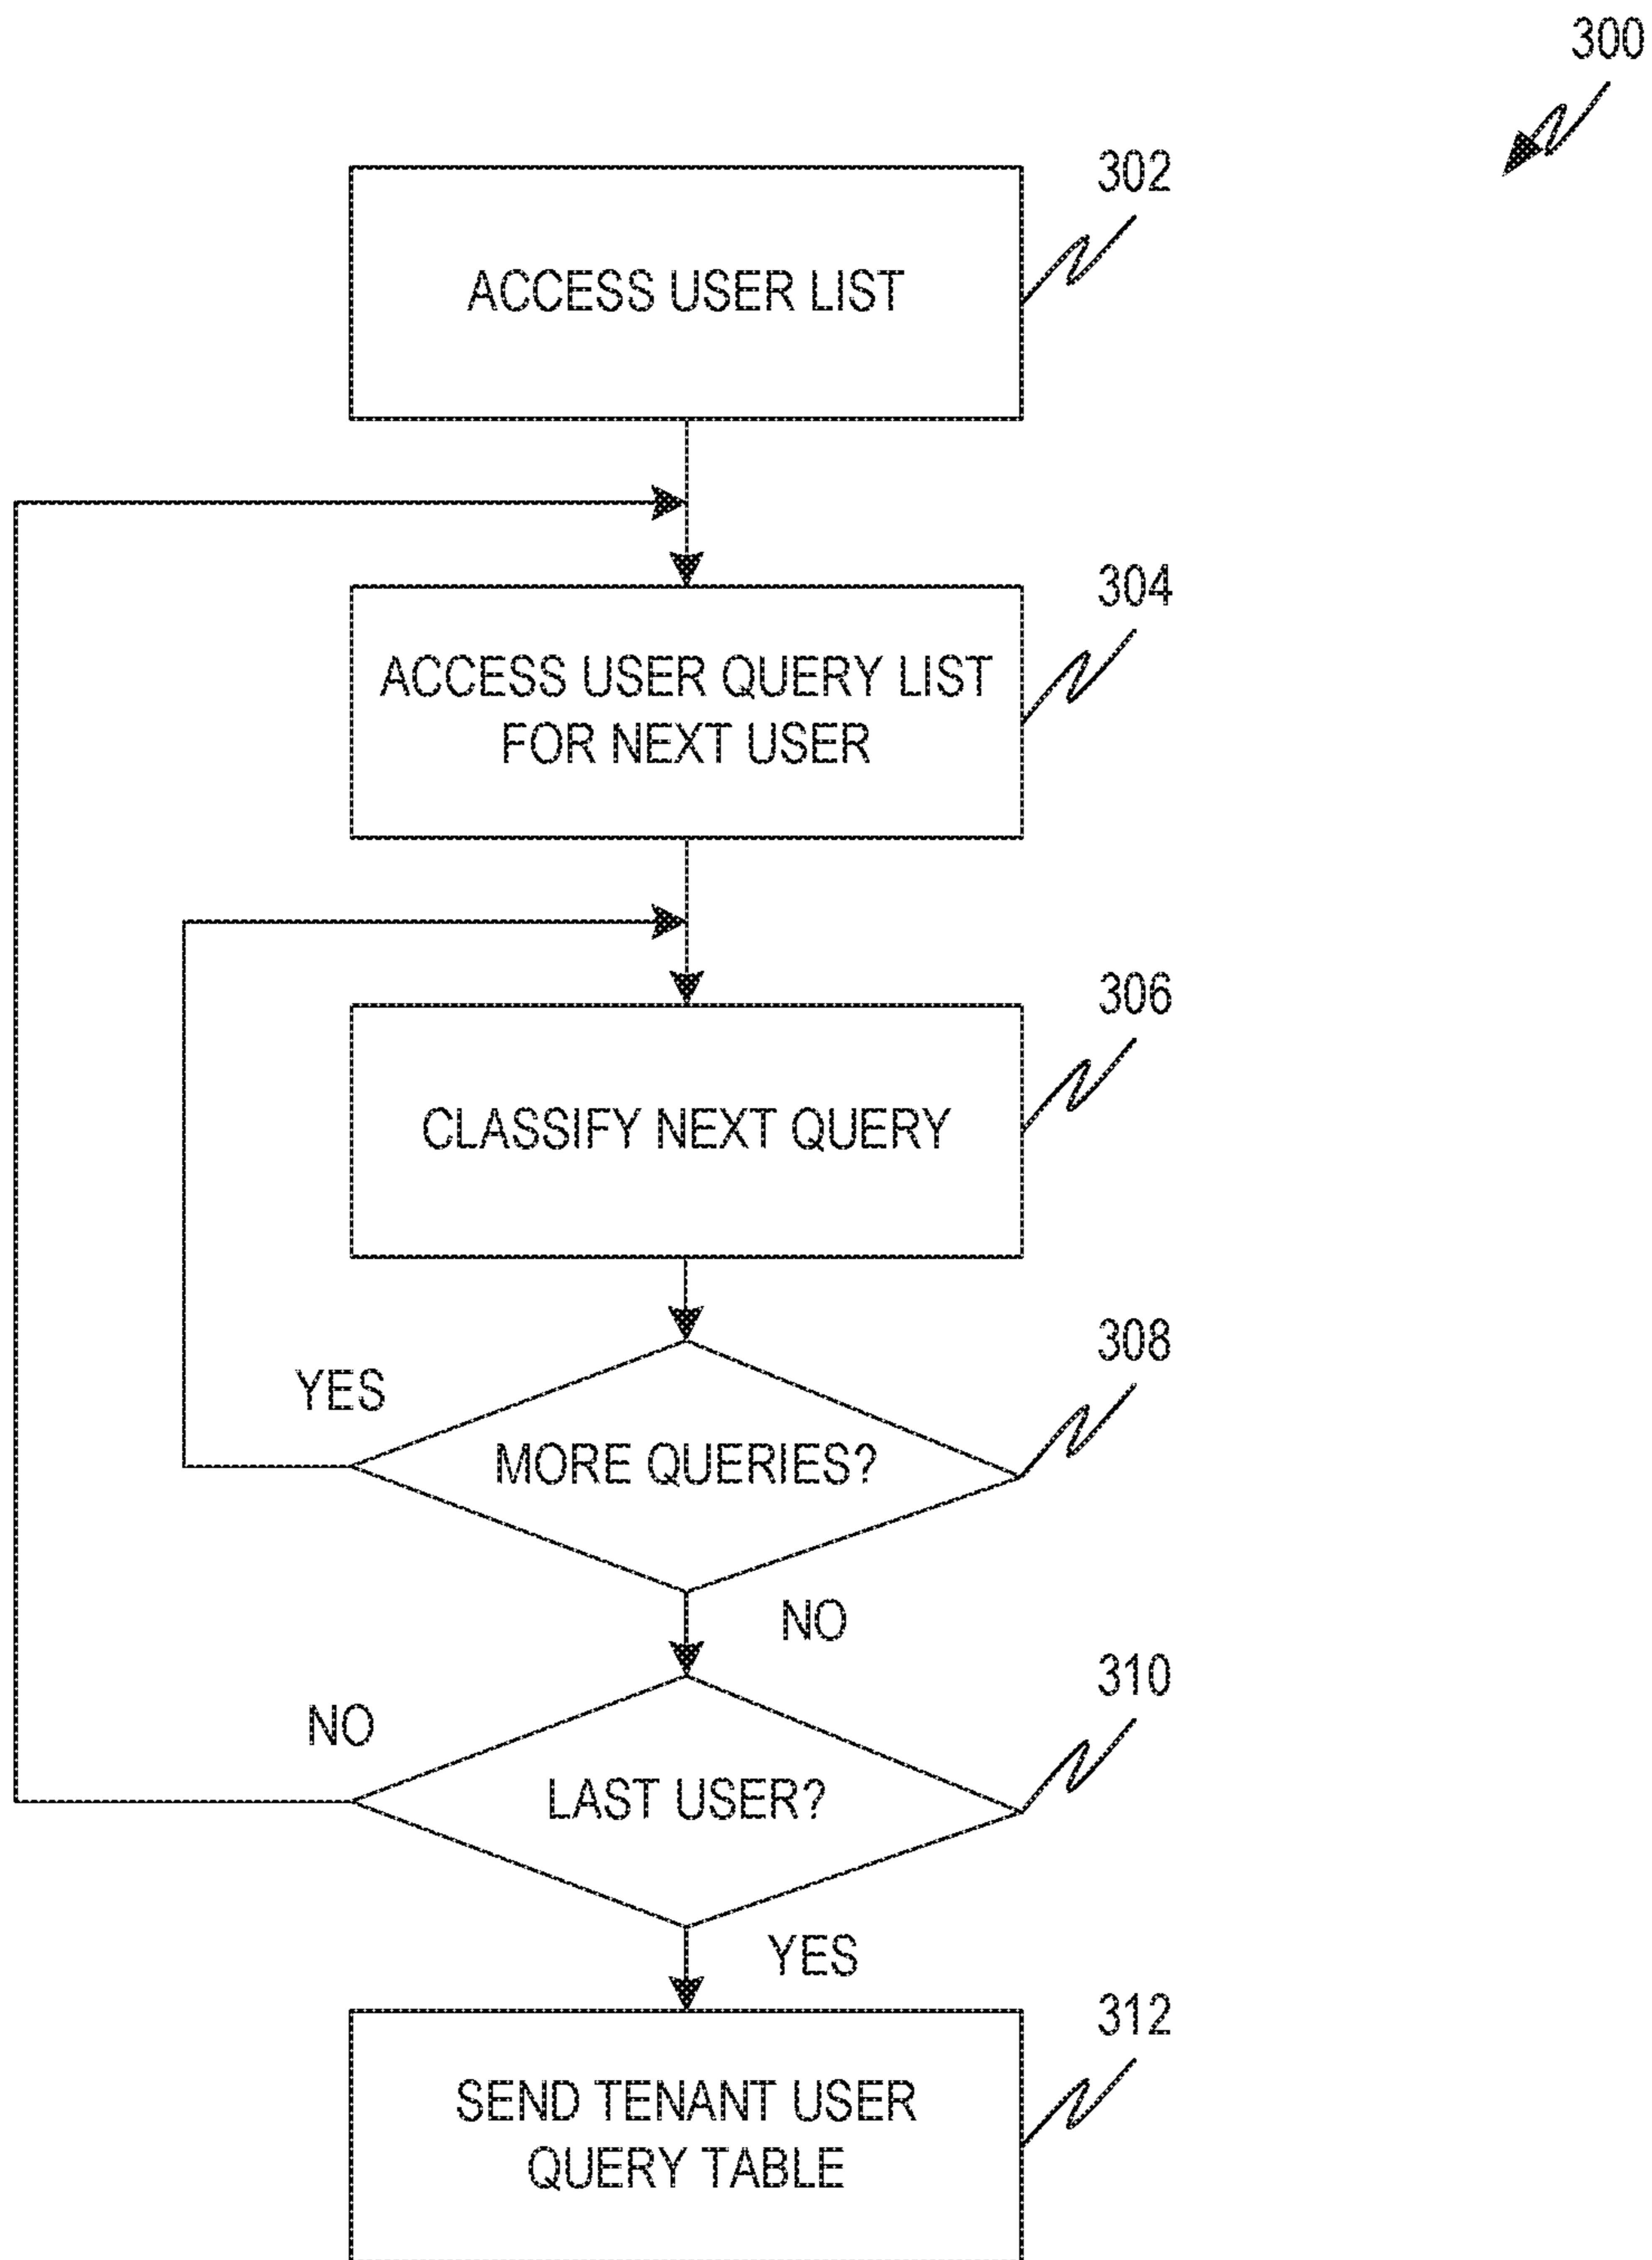 300
302
ACCESS USER LIST
304
ACCESS USER QUERY LIST
FOR NEXT USER
306
CLASSIFY NEXT QUERY
308
YES
MORE QUERIES?
NO
310
NO
LAST USER?
YES
312
SEND TENANT USER
QUERY TABLE